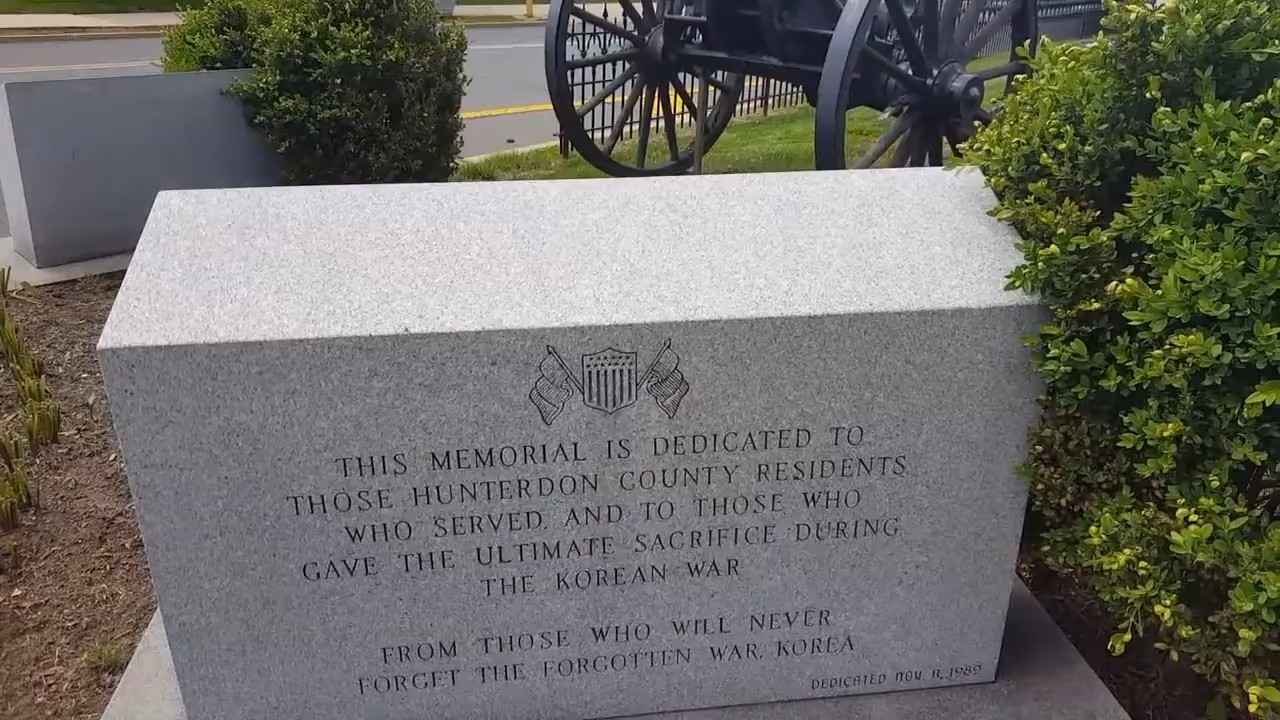 THIS MEMORIAL IS DEDICATED TO
THOSE HUNTERDON COUNTY RESIDENTS
WHO SERVED, AND TO THOSE WHO
GAVE THE ULTIMATE SACRIFICE DURING
THE KOREAN WAR
FROM THOSE WHO WILL NEVER
FORGET THE FORGOTTEN WAR, KOREA
DEDICATED NOV. 11, 1989